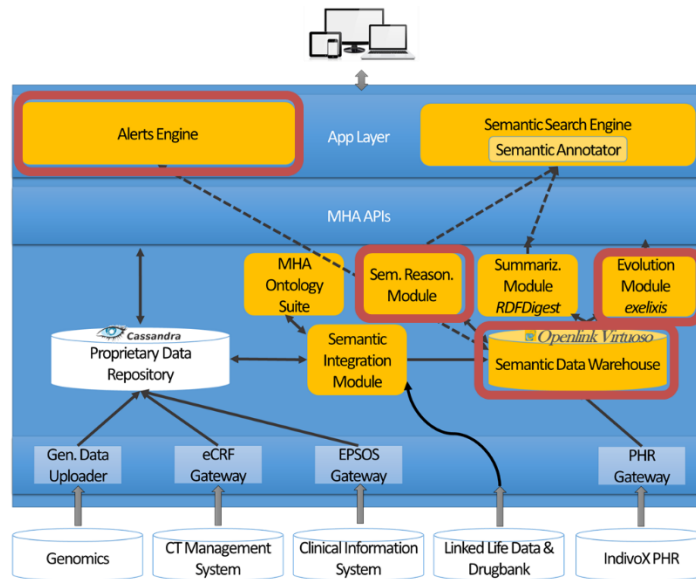 Alerts Engine
App Layer
Semantic Search Engine
Semantic Annotator
MHA APIs
MHA
Ontology
Suite
Sem. Reason.
Module
Summariz.
Module
RDFDigest
Evolution
Module
exelixis
Cassandra
Proprietary Data
Repository
Semantic
Integration
Module
Openlink Virtuoso
Semantic Data Warehouse
Gen. Data
Uploader
eCRF
Gateway
EPSOS
Gateway
PHR
Gateway
Genomics
CT Management
System
Clinical Information
System
Linked Life Data &
Drugbank
IndivoX PHR